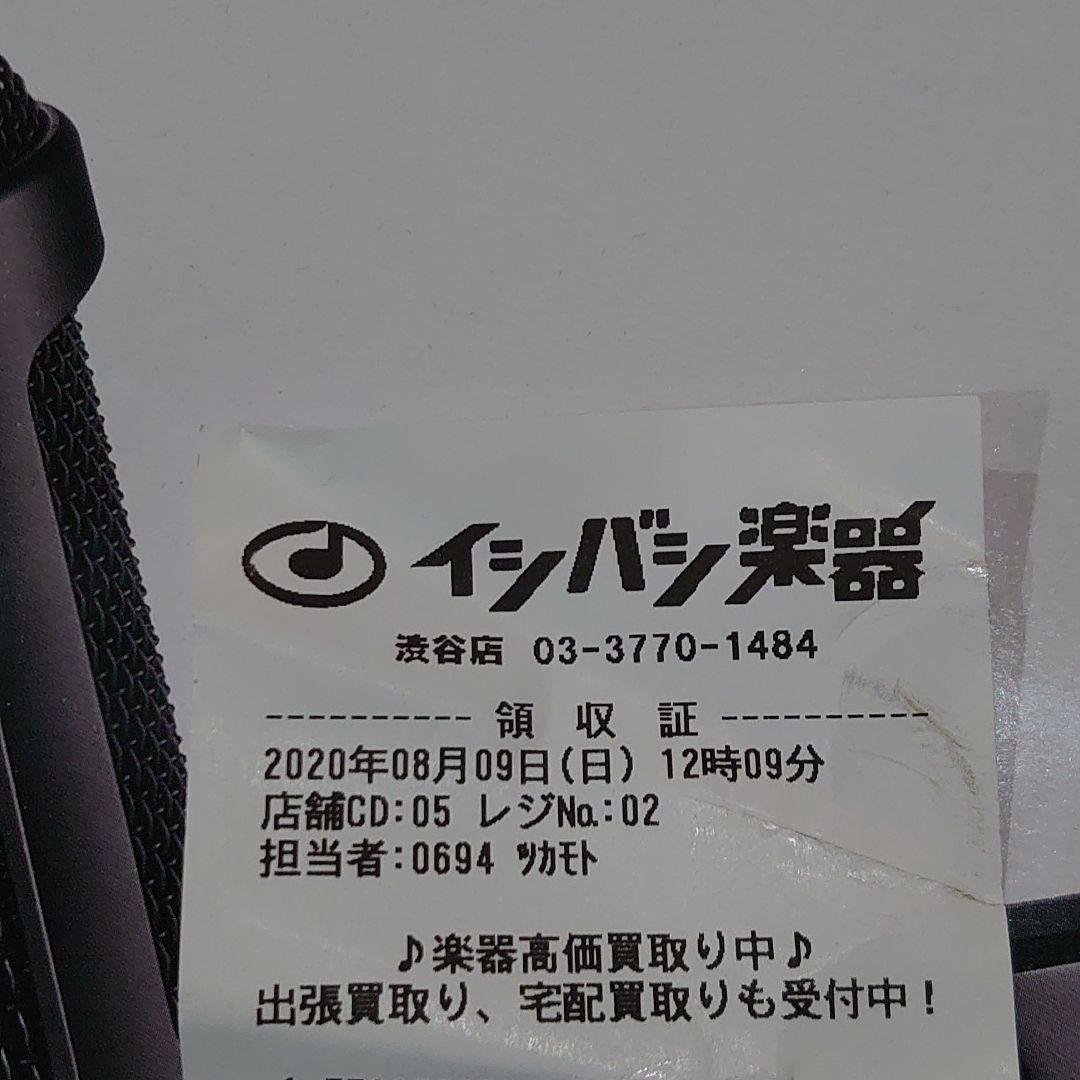 イシバシ楽器
渋谷店 03-3770-1484
---------- 領 収 証 ----------
2020年08月09日(日) 12時09分
店舗CD:05 レジNo.:02
担当者:0694 ﾂｶﾓﾄ
♪楽器高価買取り中♪
出張買取り、宅配買取りも受付中！